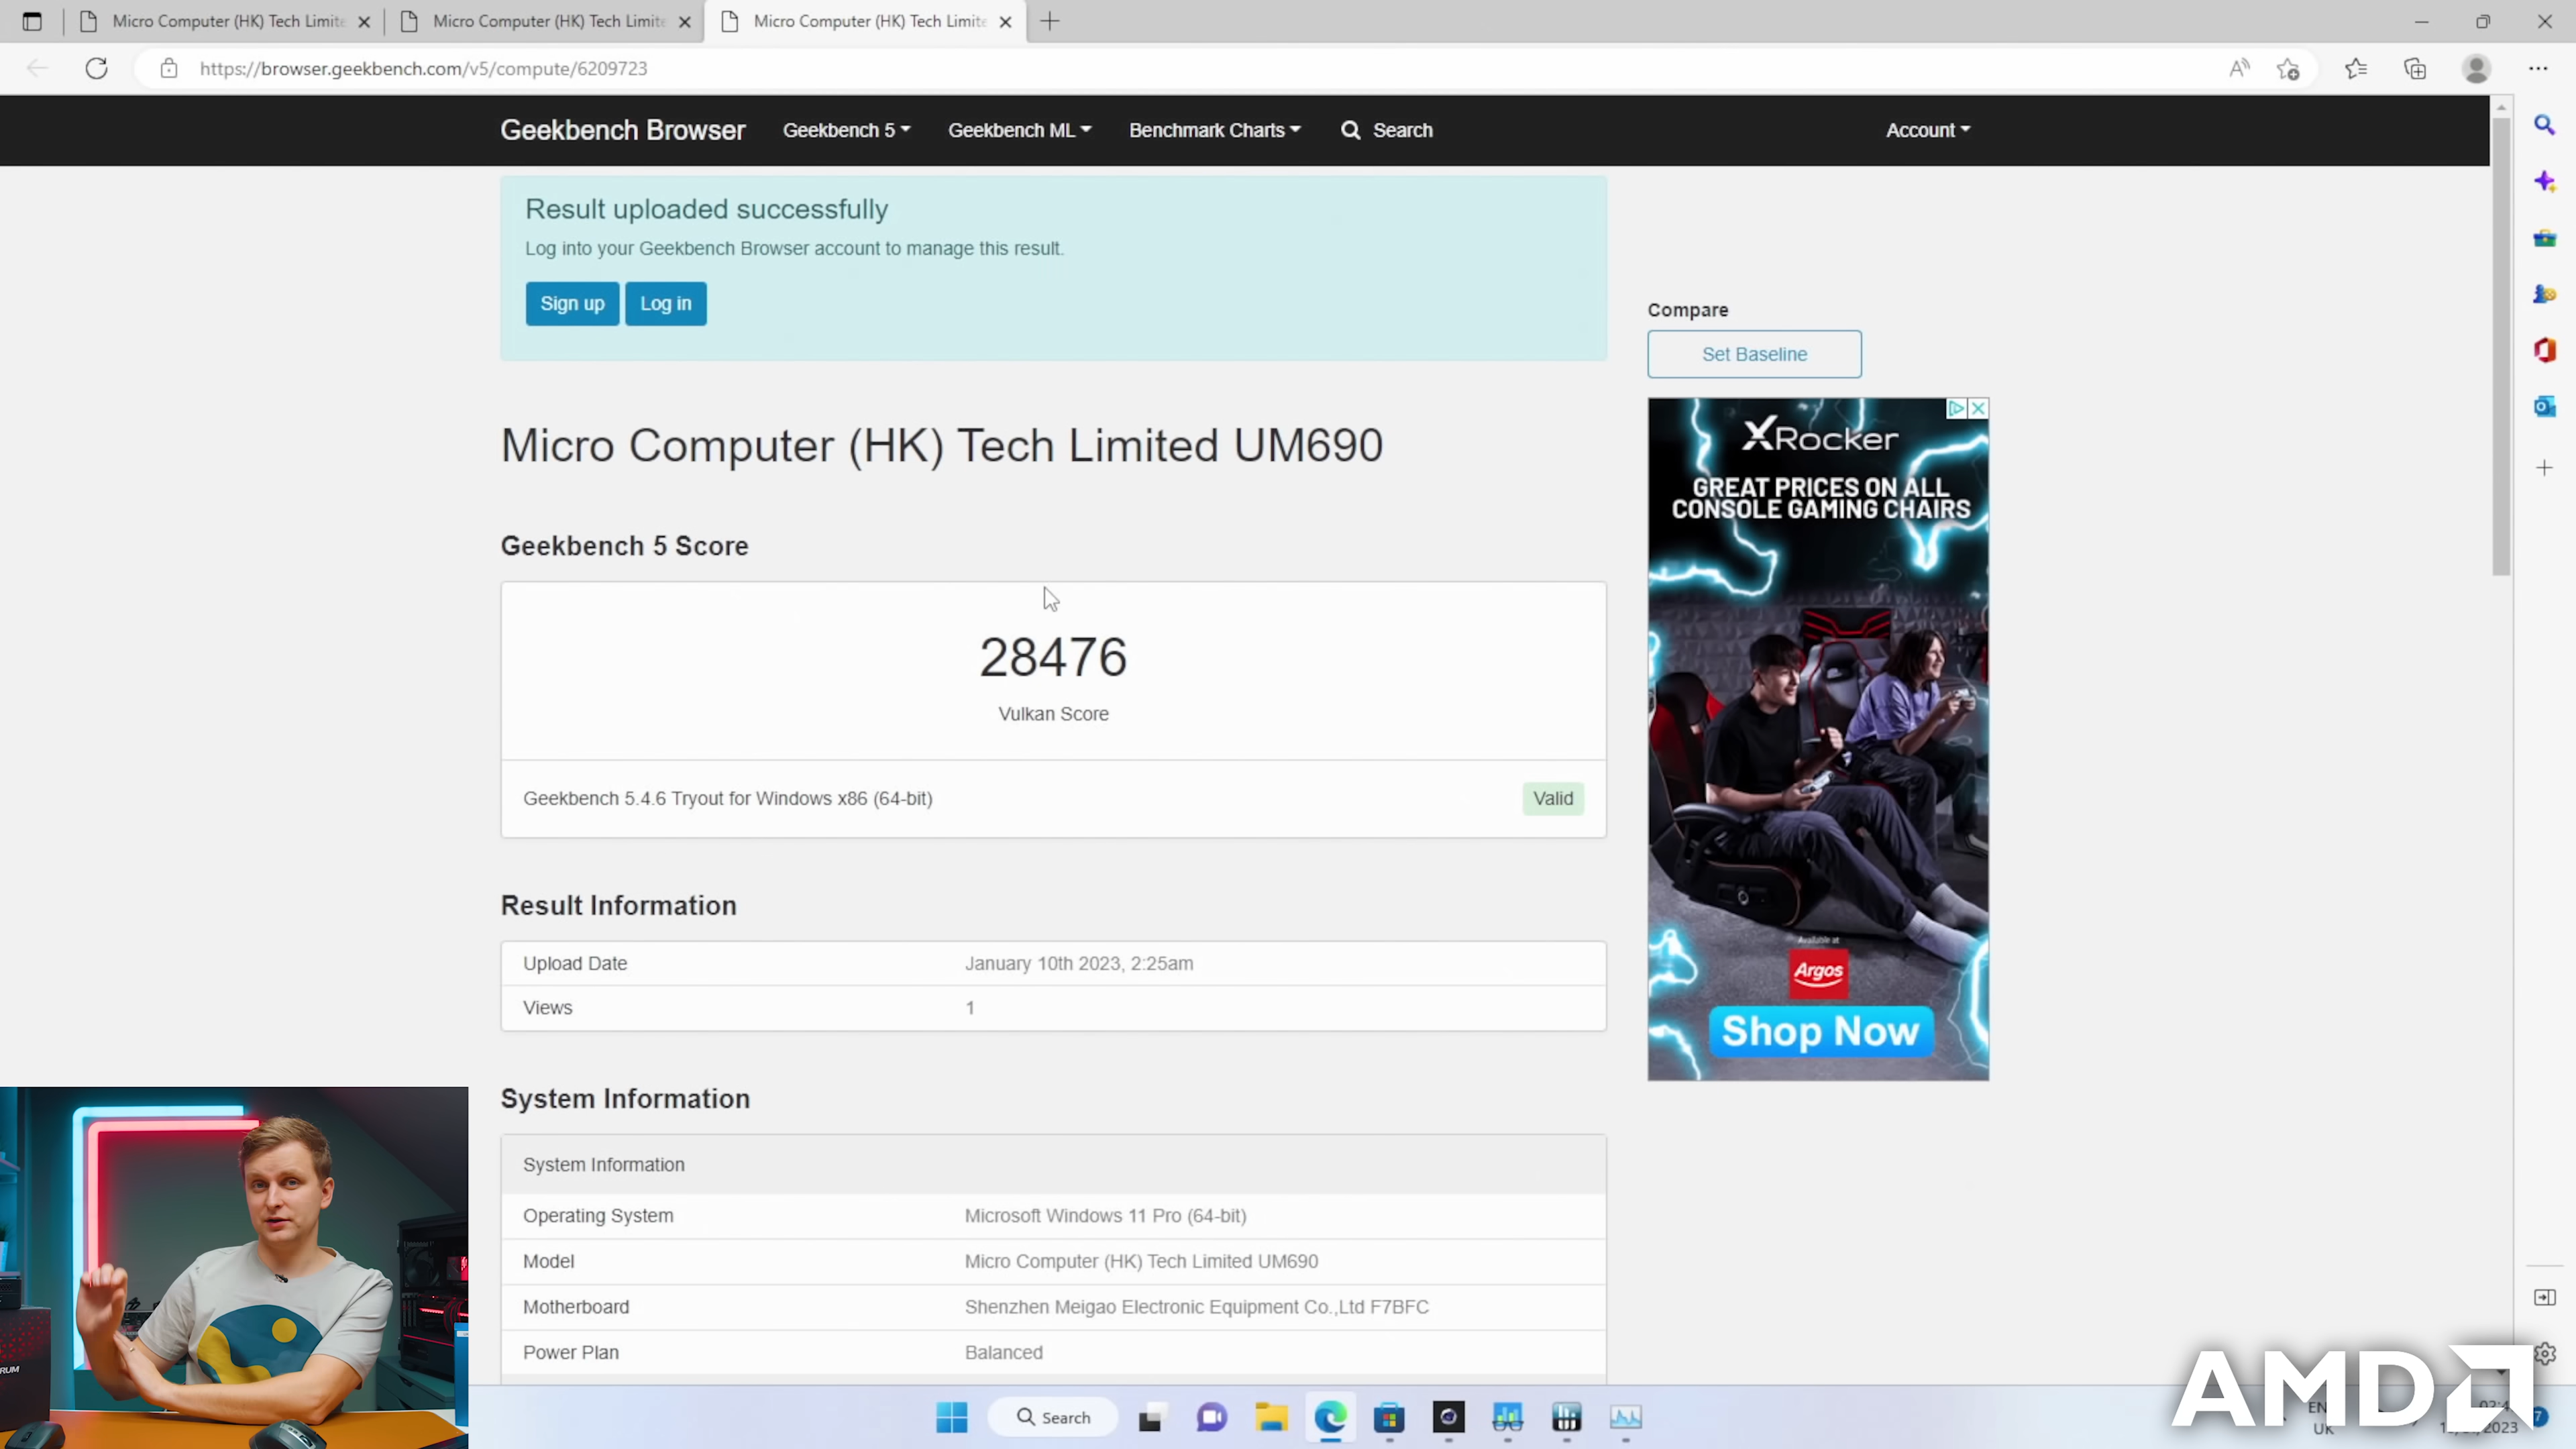 Micro Computer (HK) Tech Limite
Micro Computer (HK) Tech Limite
Micro Computer (HK) Tech Limite
https://browser.geekbench.com/v5/compute/6209723
Geekbench Browser
Geekbench 5
Geekbench ML
Benchmark Charts
Search
Account
Result uploaded successfully
Log into your Geekbench Browser account to manage this result.
Sign up
Log in
Compare
Set Baseline
XRocker
GREAT PRICES ON ALL
CONSOLE GAMING CHAIRS
Available at
Argos
Shop Now
Micro Computer (HK) Tech Limited UM690
Geekbench 5 Score
28476
Vulkan Score
Geekbench 5.4.6 Tryout for Windows x86 (64-bit)
Valid
Result Information
Upload Date January 10th 2023, 2:25am
Views 1
System Information
System Information
Operating System Microsoft Windows 11 Pro (64-bit)
Model Micro Computer (HK) Tech Limited UM690
Motherboard Shenzhen Meigao Electronic Equipment Co.,Ltd F7BFC
Power Plan Balanced
Search
AMD
UK